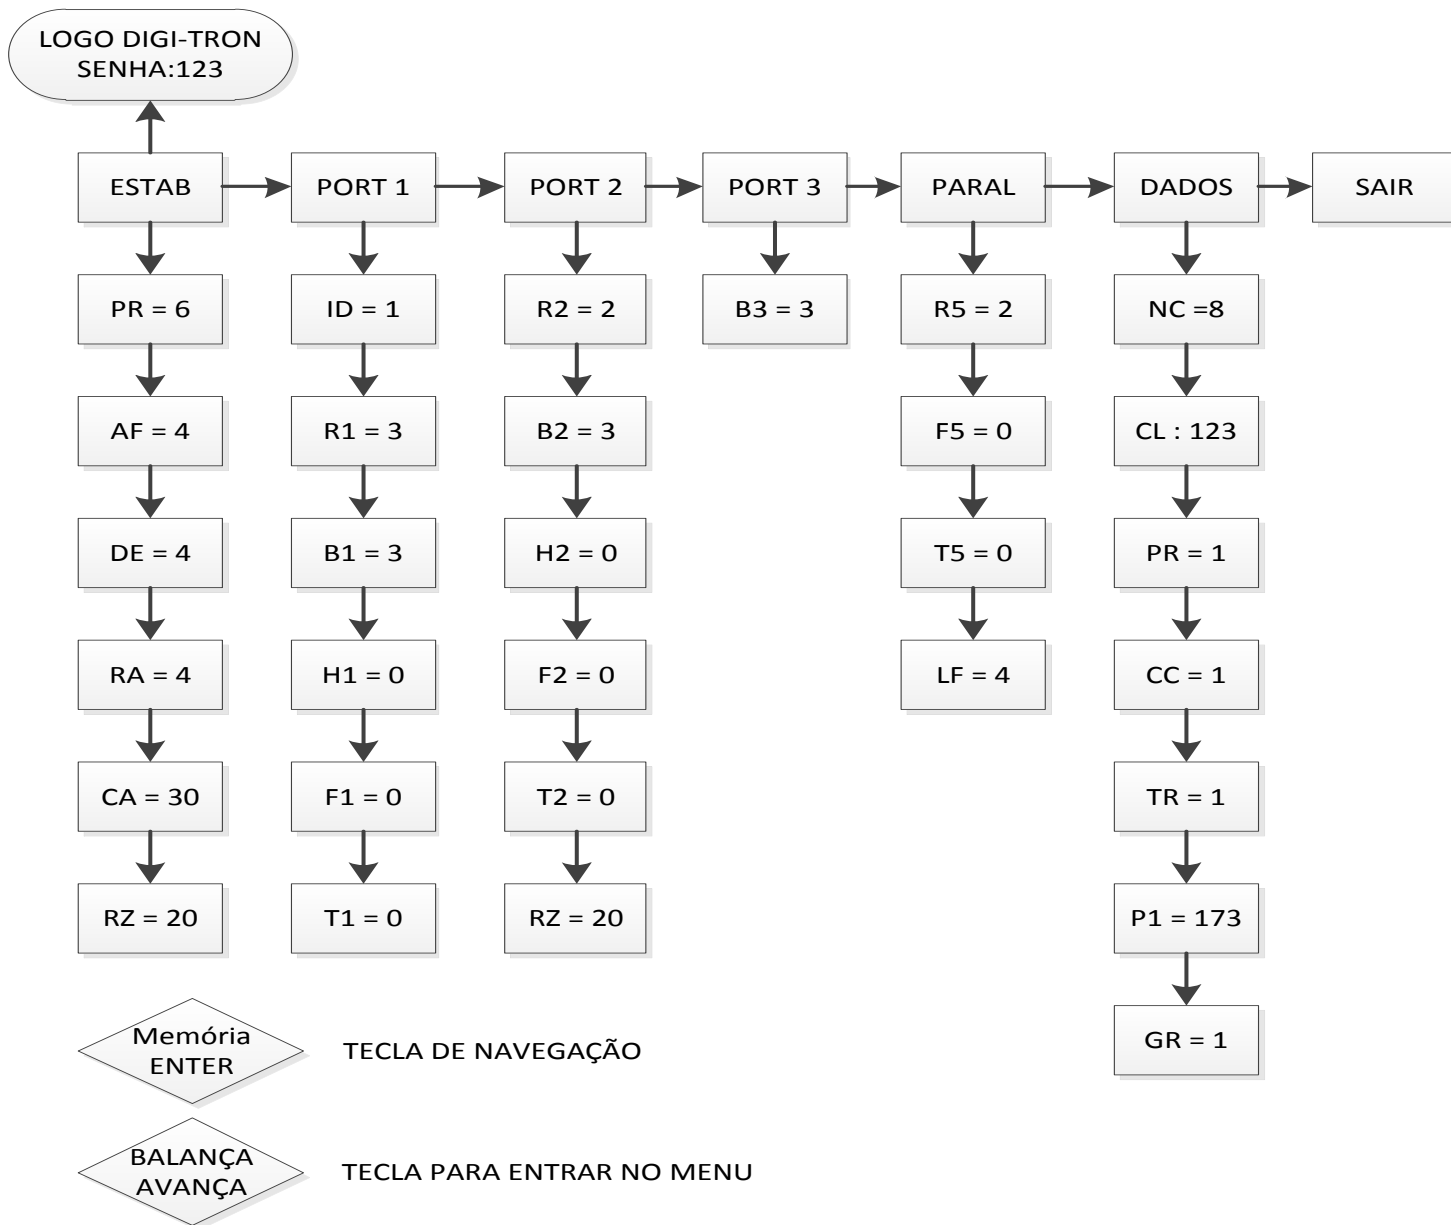 LOGO DIGI-TRON
SENHA:123
ESTAB
PORT 1
PORT 2
PORT 3
PARAL
DADOS
SAIR
PR = 6
ID = 1
R2 = 2
B3 = 3
R5 = 2
NC =8
AF = 4
R1 = 3
B2 = 3
F5 = 0
CL : 123
DE = 4
B1 = 3
H2 = 0
T5 = 0
PR = 1
RA = 4
H1 = 0
F2 = 0
LF = 4
CC = 1
CA = 30
F1 = 0
T2 = 0
TR = 1
RZ = 20
T1 = 0
RZ = 20
P1 = 173
GR = 1
Memória
ENTER
TECLA DE NAVEGAÇÃO
BALANÇA
AVANÇA
TECLA PARA ENTRAR NO MENU